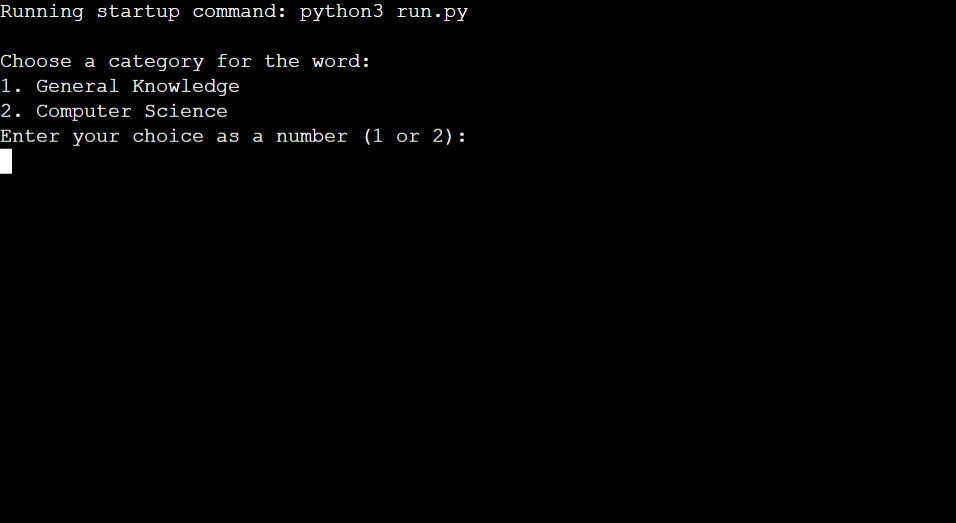 Running startup command: python3 run.py
Choose a category for the word:
1. General Knowledge
2. Computer Science
Enter your choice as a number (1 or 2):